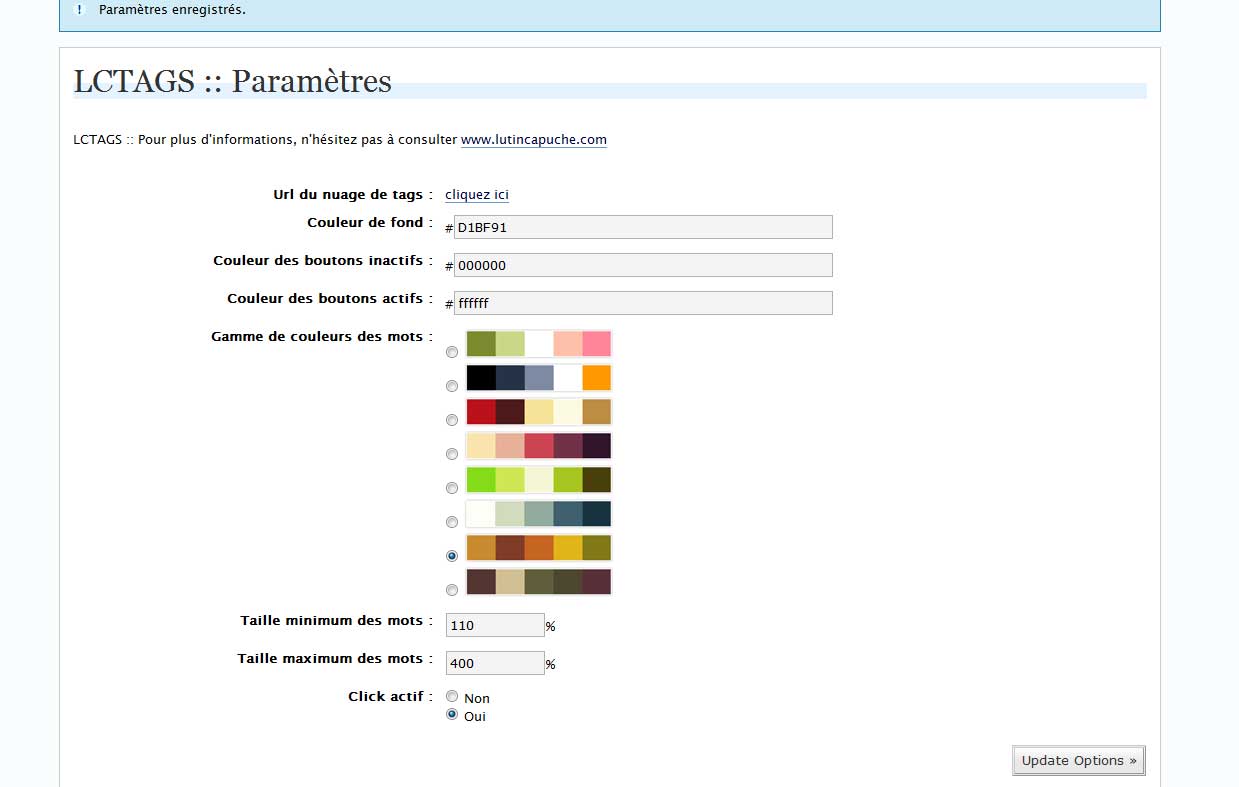 ! Paramètres enregistrés.
LCTAGS :: Paramètres
LCTAGS :: Pour plus d'informations, n'hésitez pas à consulter www.lutincapuche.com
Url du nuage de tags : cliquez ici
Couleur de fond : #D1BF91
Couleur des boutons inactifs : #000000
Couleur des boutons actifs : #ffffff
Gamme de couleurs des mots :
Taille minimum des mots : 110%
Taille maximum des mots : 400%
Click actif : Non
Oui
Update Options »